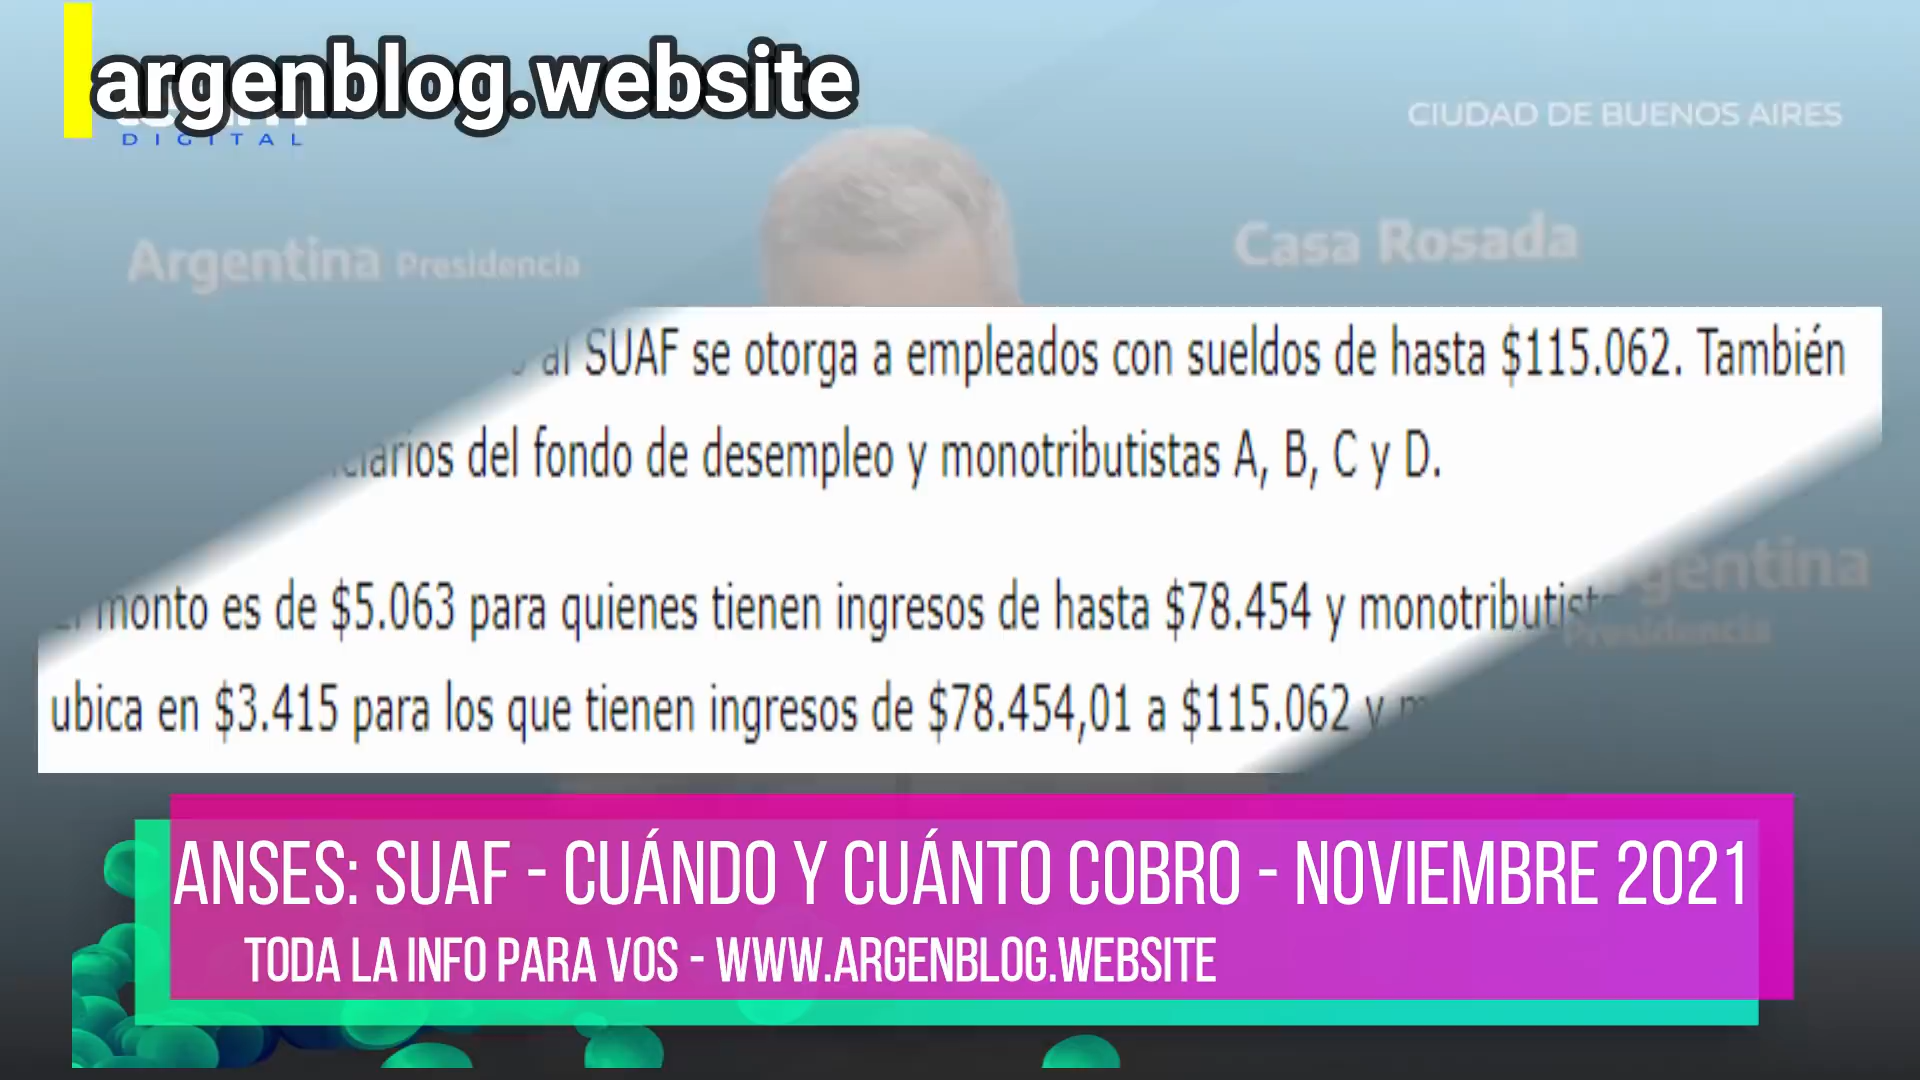 argenblog.website
DIGITAL
CIUDAD DE BUENOS AIRES
Argentina Presidencia
Casa Rosada
al SUAF se otorga a empleados con sueldos de hasta $115.062. También
del fondo de desempleo y monotributistas A, B, C y D.
Argentina
Presidencia
monto es de $5.063 para quienes tienen ingresos de hasta $78.454 y
ubica en $3.415 para los que tienen ingresos de $78.454,01 a $115.062 y
ANSES: SUAF - CUÁNDO Y CUÁNTO COBRO - NOVIEMBRE 2021
TODA LA INFO PARA VOS - WWW.ARGENBLOG.WEBSITE